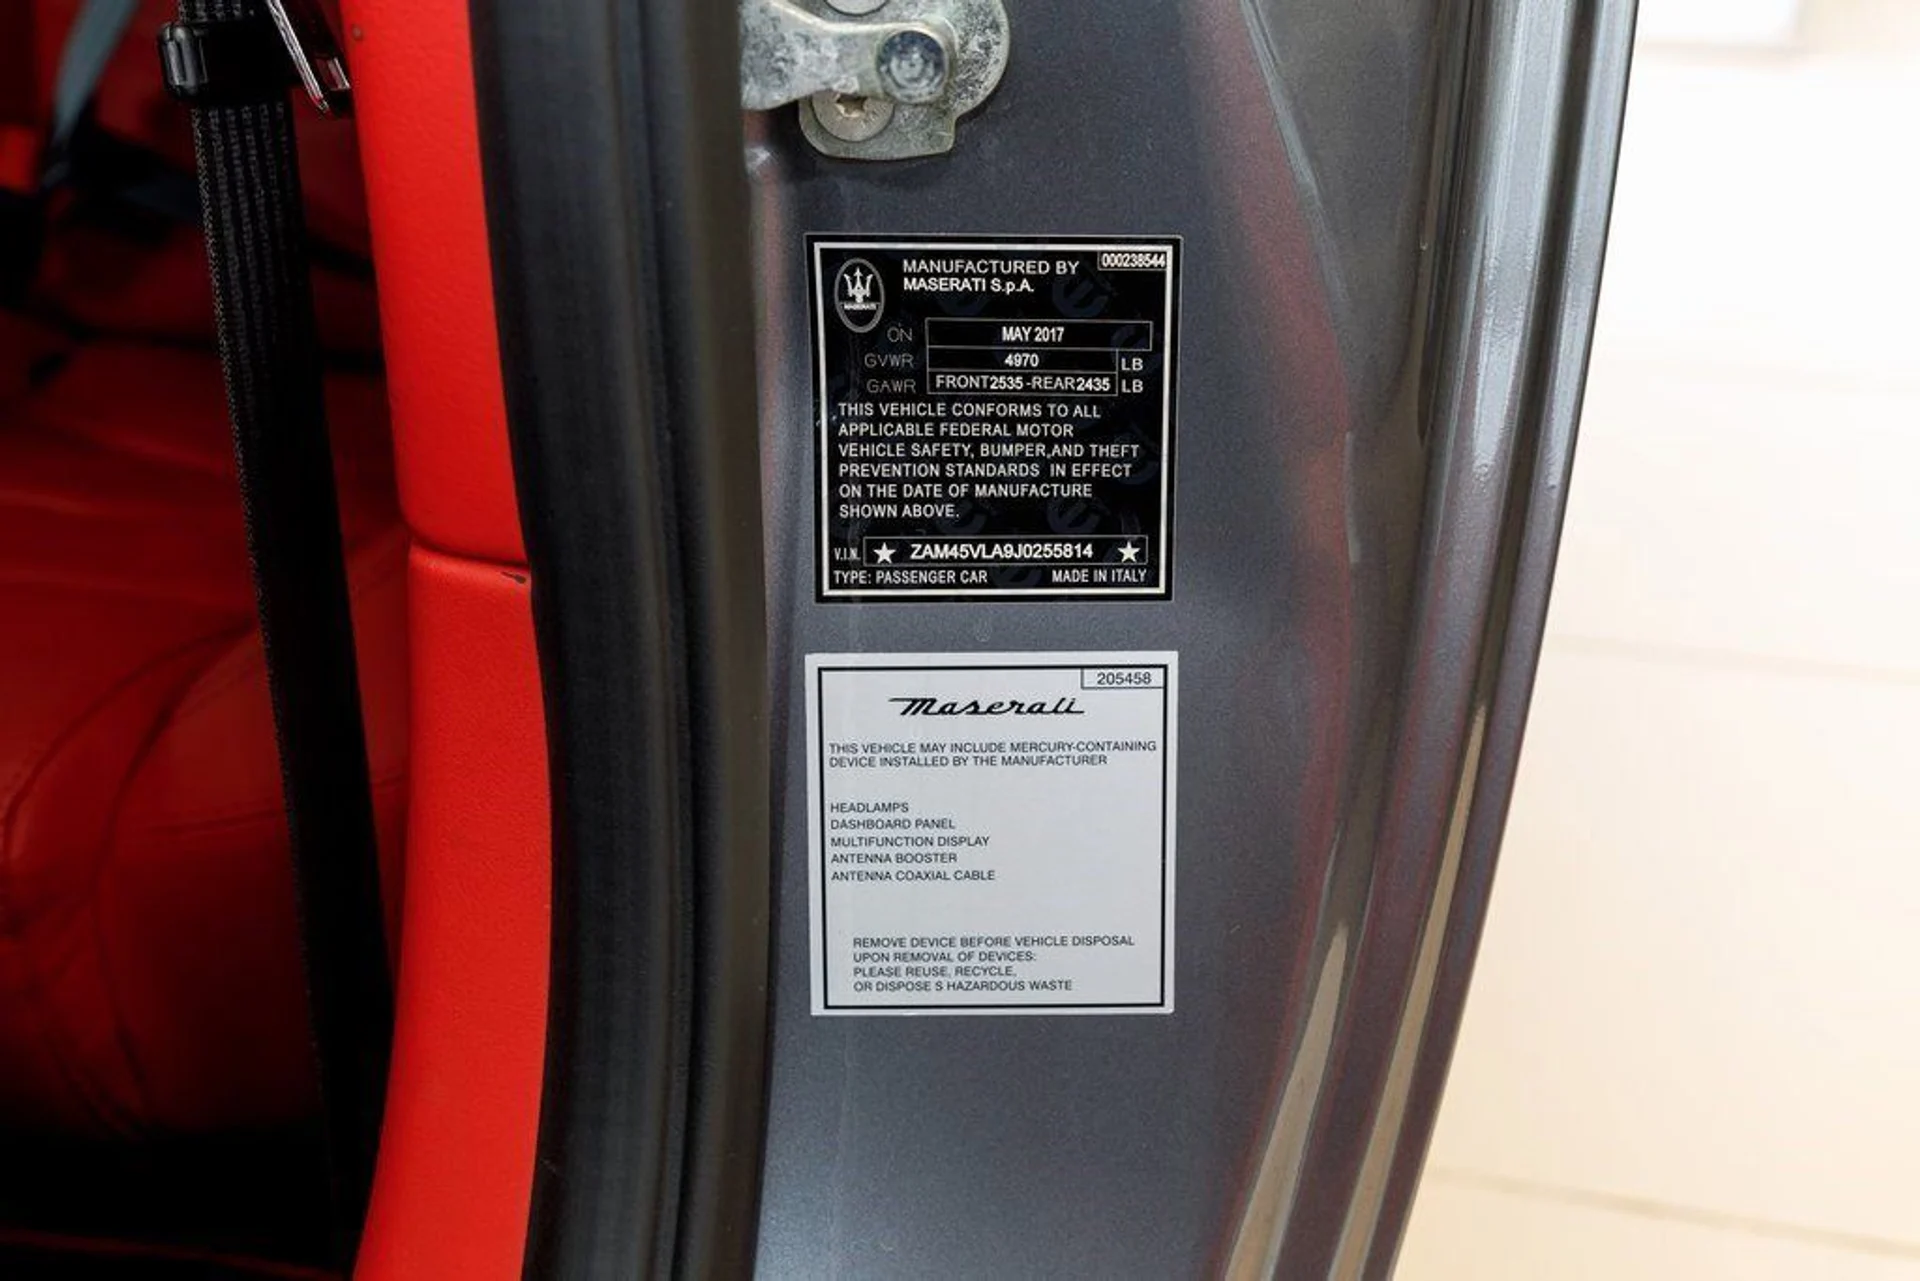 000238544
MANUFACTURED BY
MASERATI S.p.A.
MASERATI
ON MAY 2017
GVWR 4970 LB
GAWR FRONT2535-REAR2435 LB
THIS VEHICLE CONFORMS TO ALL
APPLICABLE FEDERAL MOTOR
VEHICLE SAFETY, BUMPER,AND THEFT
PREVENTION STANDARDS IN EFFECT
ON THE DATE OF MANUFACTURE
SHOWN ABOVE.
V.I.N. ★ ZAM45VLA9J0255814 ★
TYPE: PASSENGER CAR MADE IN ITALY
205458
Maserati
THIS VEHICLE MAY INCLUDE MERCURY-CONTAINING
DEVICE INSTALLED BY THE MANUFACTURER
HEADLAMPS
DASHBOARD PANEL
MULTIFUNCTION DISPLAY
ANTENNA BOOSTER
ANTENNA COAXIAL CABLE
REMOVE DEVICE BEFORE VEHICLE DISPOSAL
UPON REMOVAL OF DEVICES:
PLEASE REUSE, RECYCLE,
OR DISPOSE S HAZARDOUS WASTE